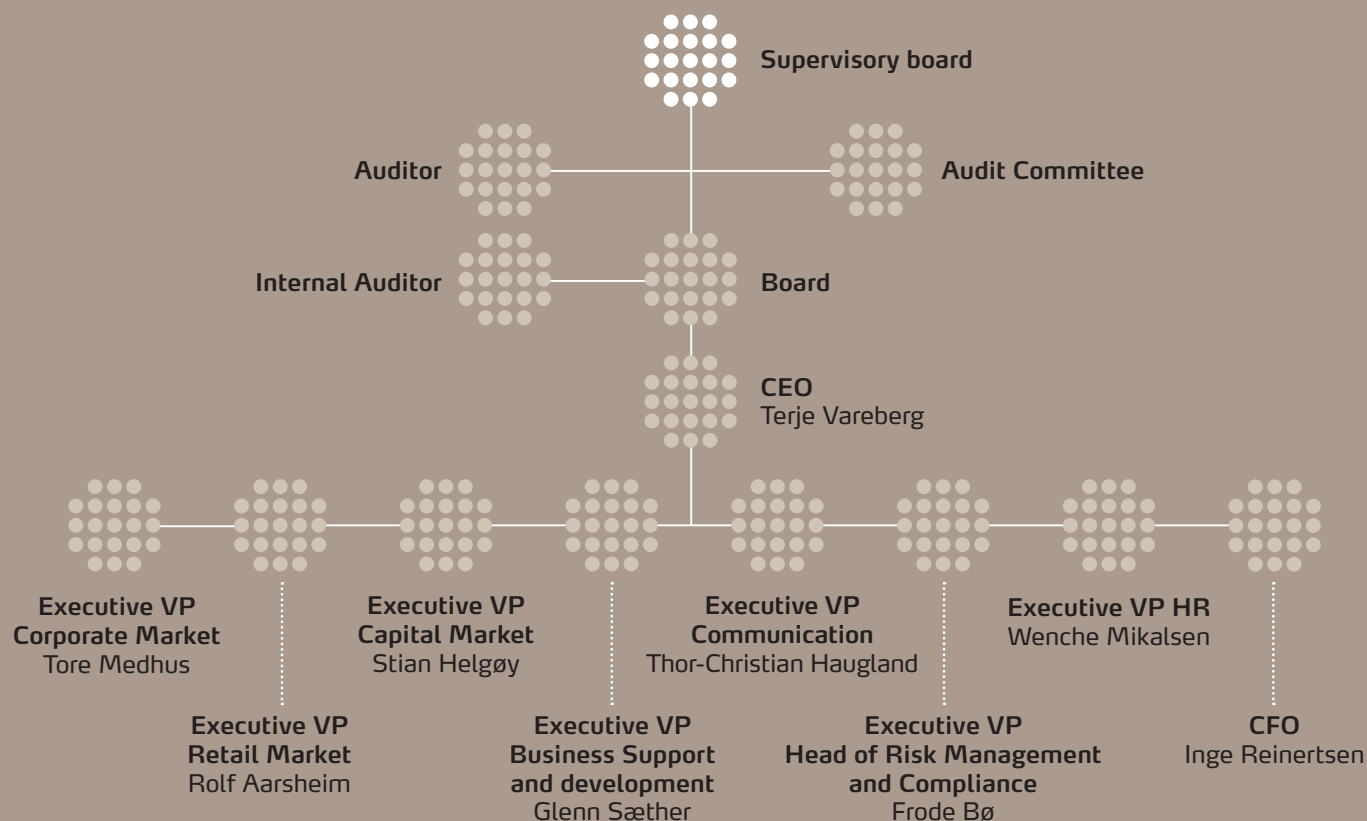 Supervisory board
Auditor
Audit Committee
Internal Auditor
Board
CEO
Terje Vareberg
Executive VP
Corporate Market
Tore Medhus
Executive VP
Retail Market
Rolf Aarsheim
Executive VP
Capital Market
Stian Helgøy
Executive VP
Business Support
and development
Glenn Sæther
Executive VP
Communication
Thor-Christian Haugland
Executive VP
Head of Risk Management
and Compliance
Frode Bø
Executive VP HR
Wenche Mikalsen
CFO
Inge Reinertsen